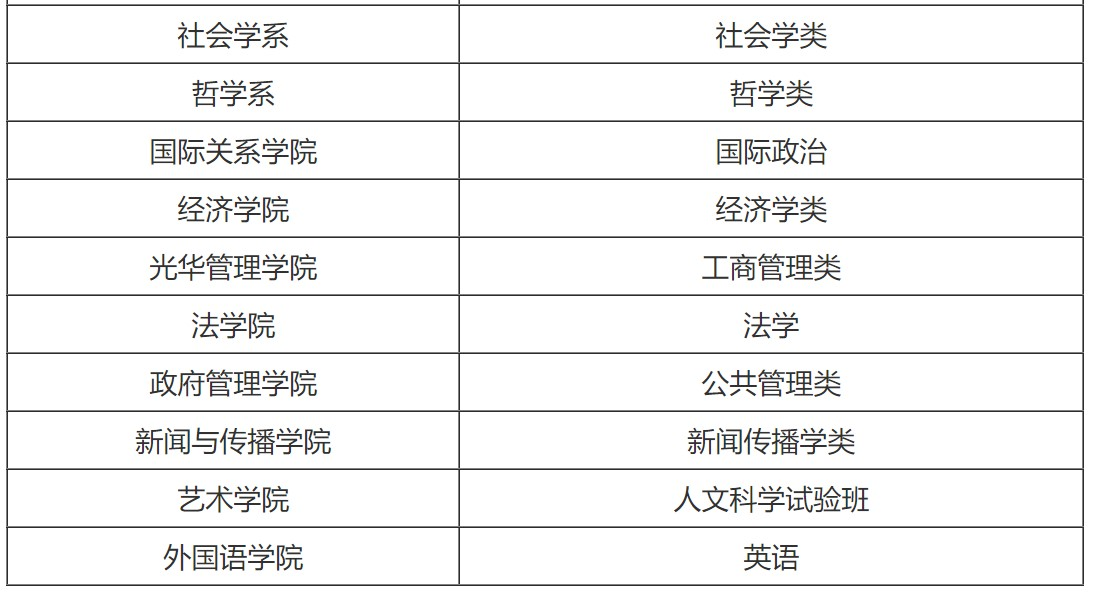 社会学系 社会学类
哲学系 哲学类
国际关系学院 国际政治
经济学院 经济学类
光华管理学院 工商管理类
法学院 法学
政府管理学院 公共管理类
新闻与传播学院 新闻传播学类
艺术学院 人文科学试验班
外国语学院 英语